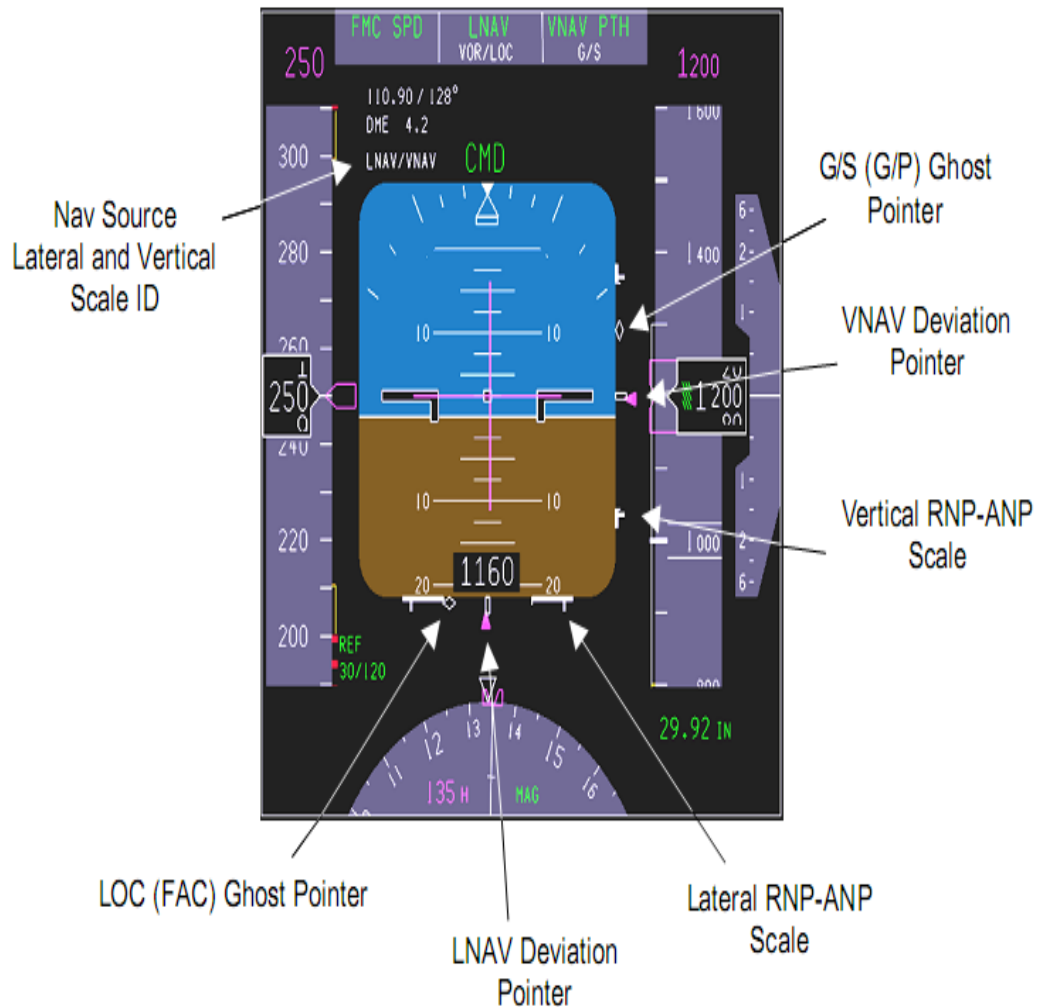 FMC SPD
LNAV
VNAV PTH
VOR/LOC
G/S
250
1200
110.90/128°
DME 4.2
LNAV/VNAV
CMD
Nav Source
Lateral and Vertical
Scale ID
G/S (G/P) Ghost
Pointer
VNAV Deviation
Pointer
Vertical RNP-ANP
Scale
300
280
260
250
240
220
200
REF
30/120
10
10
10
10
20
20
1160
1600
1400
1200
20
1000
800
6
2
1
1
2
6
29.92 IN
11
12
13
14
15
16
135 H
MAG
LOC (FAC) Ghost Pointer
LNAV Deviation
Pointer
Lateral RNP-ANP
Scale